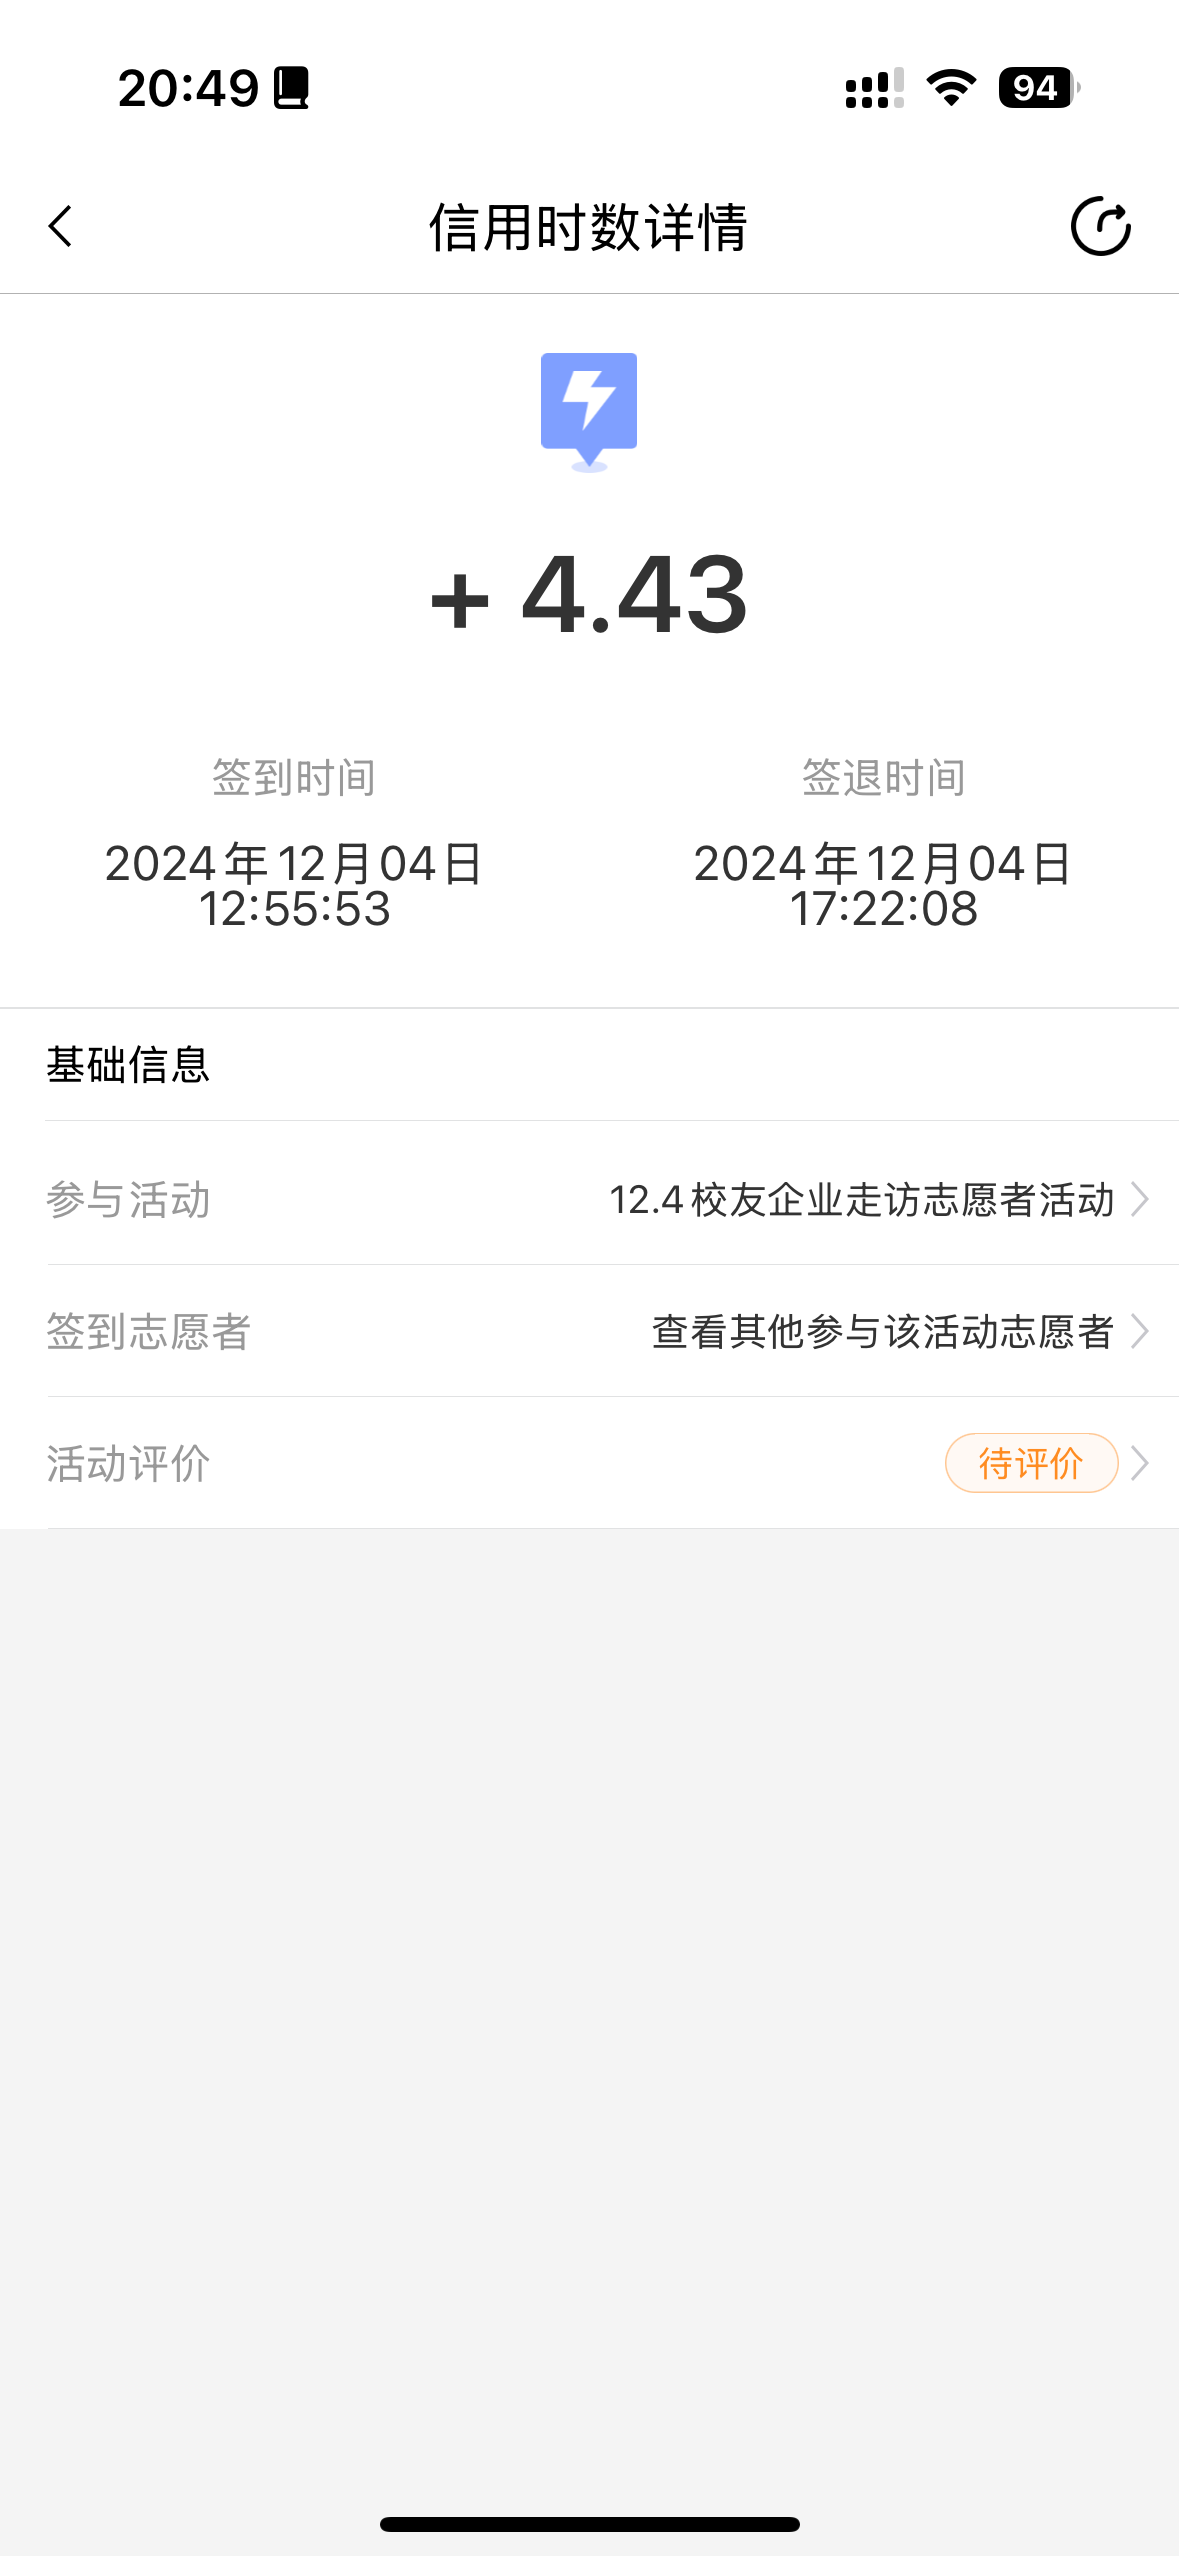 20:49
94
信用时数详情
+ 4.43
签到时间
签退时间
2024年12月04日
12:55:53
2024年12月04日
17:22:08
基础信息
参与活动
12.4校友企业走访志愿者活动
签到志愿者
查看其他参与该活动志愿者
活动评价
待评价